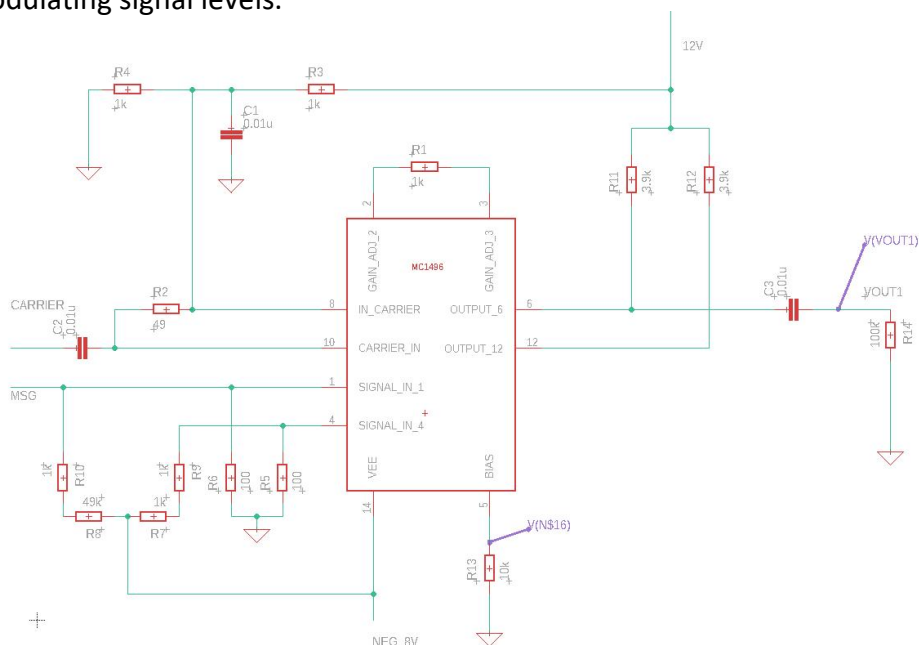 odulating signal levels.
12V
R4
1k
R3
1k
C1
0.01u
R1
1k
R11
3.9k
R12
3.9k
2
3
GAIN_ADJ_2
GAIN_ADJ_3
MC1496
V(VOUT1)
CARRIER
R2
49
C2
0.01u
8
IN_CARRIER
OUTPUT_6
6
C3
0.01u
VOUT1
100k
R14
10
CARRIER_IN
OUTPUT_12
12
MSG
1
SIGNAL_IN_1
4
SIGNAL_IN_4
1k
R10
1k
R9
R6
100
R5
100
VEE
BIAS
49k
R8
1k
R7
14
5
V(N$16)
R13
10k
NEG_8V